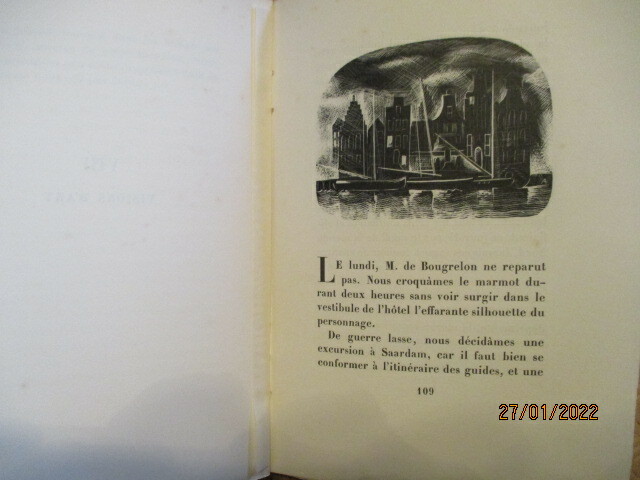 LE lundi, M. de Bougrelon ne reparut
pas. Nous croquâmes le marmot du-
rant deux heures sans voir surgir dans le
vestibule de l'hôtel l'effarante silhouette du
personnage.
De guerre lasse, nous décidâmes une
excursion à Saardam, car il faut bien se
conformer à l'itinéraire des guides, et une
109
27/01/2022